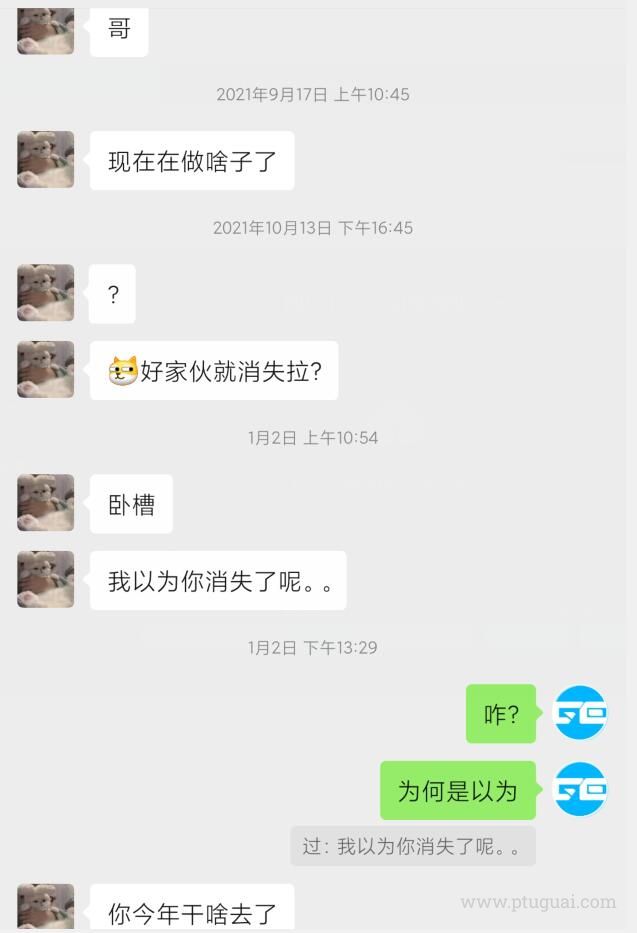 哥
2021年9月17日 上午10:45
现在在做啥子了
2021年10月13日 下午16:45
?
好家伙就消失拉?
1月2日 上午10:54
卧槽
我以为你消失了呢。。
1月2日 下午13:29
咋?
为何是以为
过: 我以为你消失了呢。。
你今年干啥去了
www.ptuguai.com